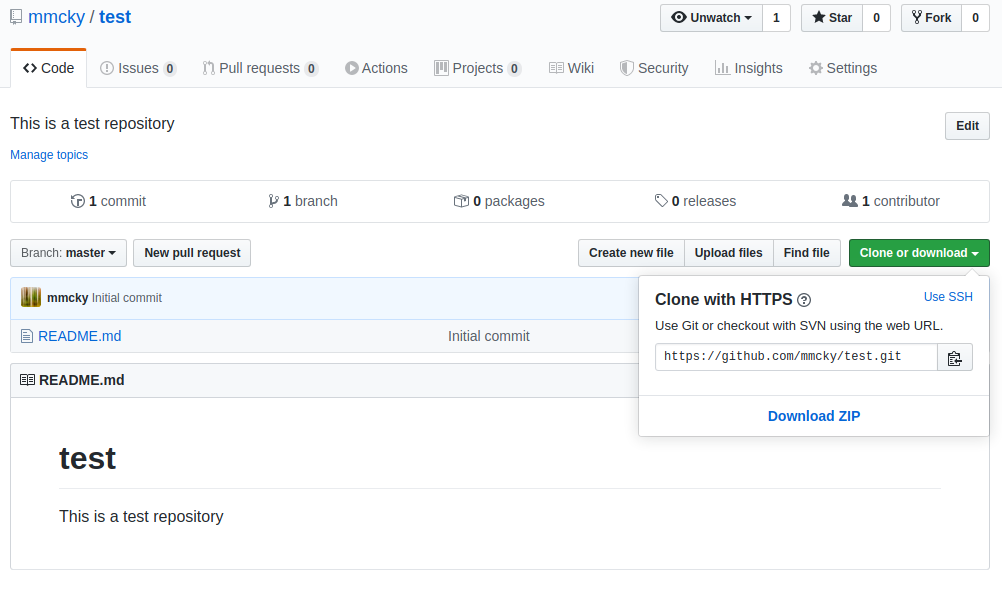 mmcky / test
Unwatch 1 Star 0 Fork 0
Code Issues 0 Pull requests 0 Actions Projects 0 Wiki Security Insights Settings
This is a test repository
Edit
Manage topics
1 commit 1 branch 0 packages 0 releases 1 contributor
Branch: master New pull request Create new file Upload files Find file Clone or download
mmcky Initial commit
README.md Initial commit
Clone with HTTPS ? Use SSH
Use Git or checkout with SVN using the web URL.
https://github.com/mmcky/test.git
Download ZIP
README.md
test
This is a test repository